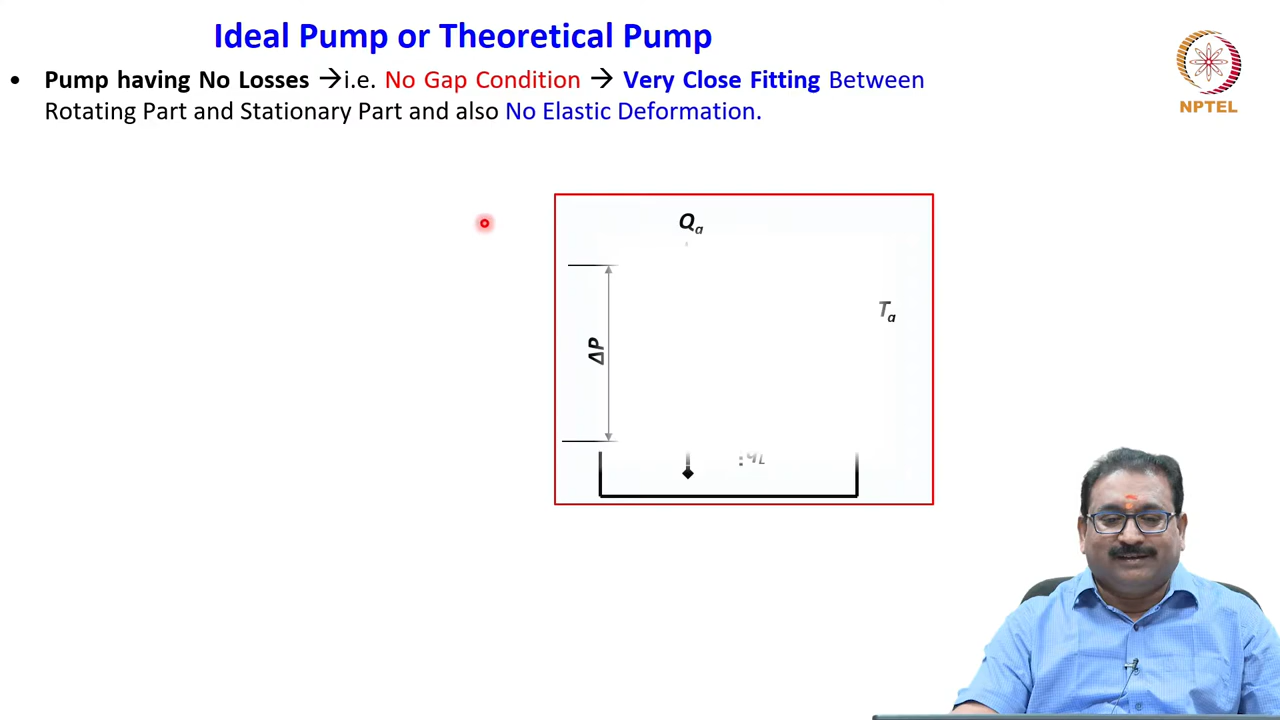 Ideal Pump or Theoretical Pump
• Pump having No Losses → i.e. No Gap Condition → Very Close Fitting Between
Rotating Part and Stationary Part and also No Elastic Deformation.
NPTEL
Qa
Ta
ΔP